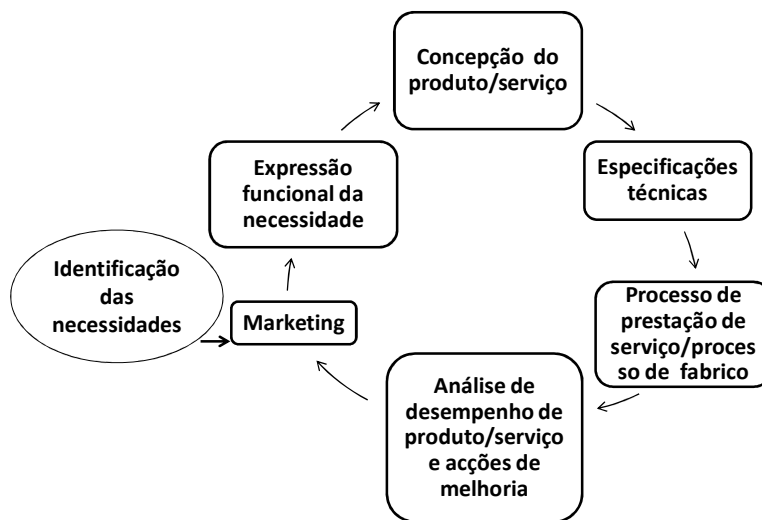 Concepção do
produto/serviço
Expressão
funcional da
necessidade
Especificações
técnicas
Identificação
das
necessidades
Marketing
Processo de
prestação de
serviço/proces
so de fabrico
Análise de
desempenho de
produto/serviço
e acções de
melhoria